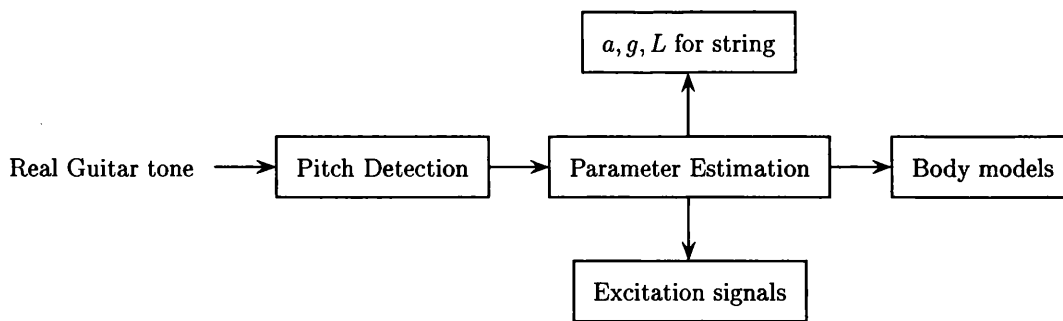 a, g, L for string
Real Guitar tone
Pitch Detection
Parameter Estimation
Body models
Excitation signals